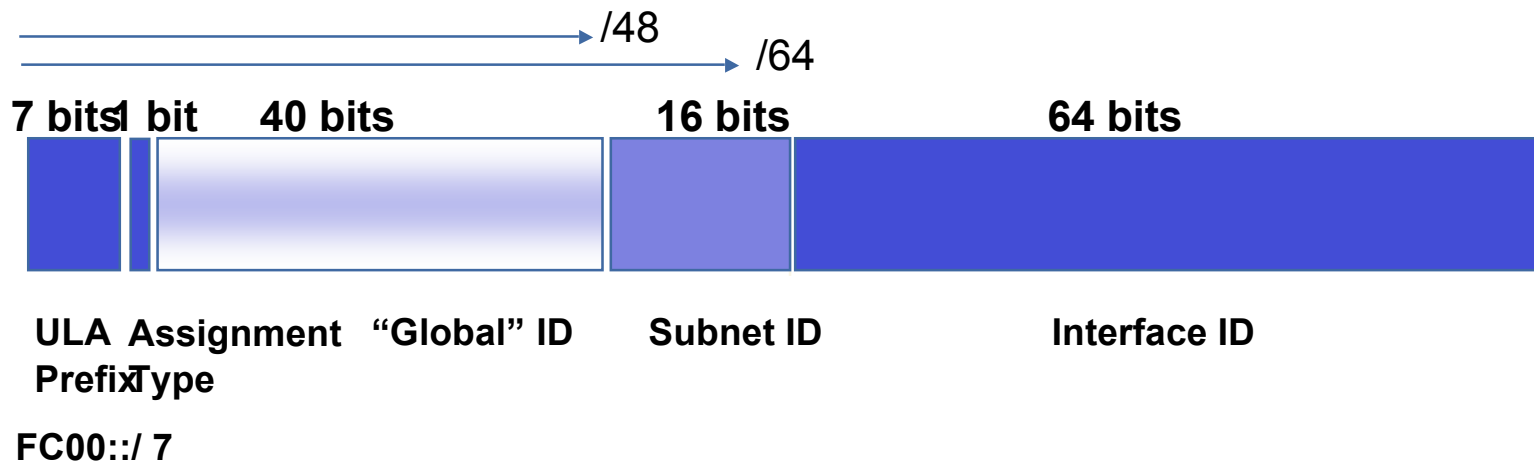 /48
/64
7 bits 1 bit 40 bits 16 bits 64 bits
ULA Prefix
Assignment Type
“Global” ID
Subnet ID
Interface ID
FC00::/ 7